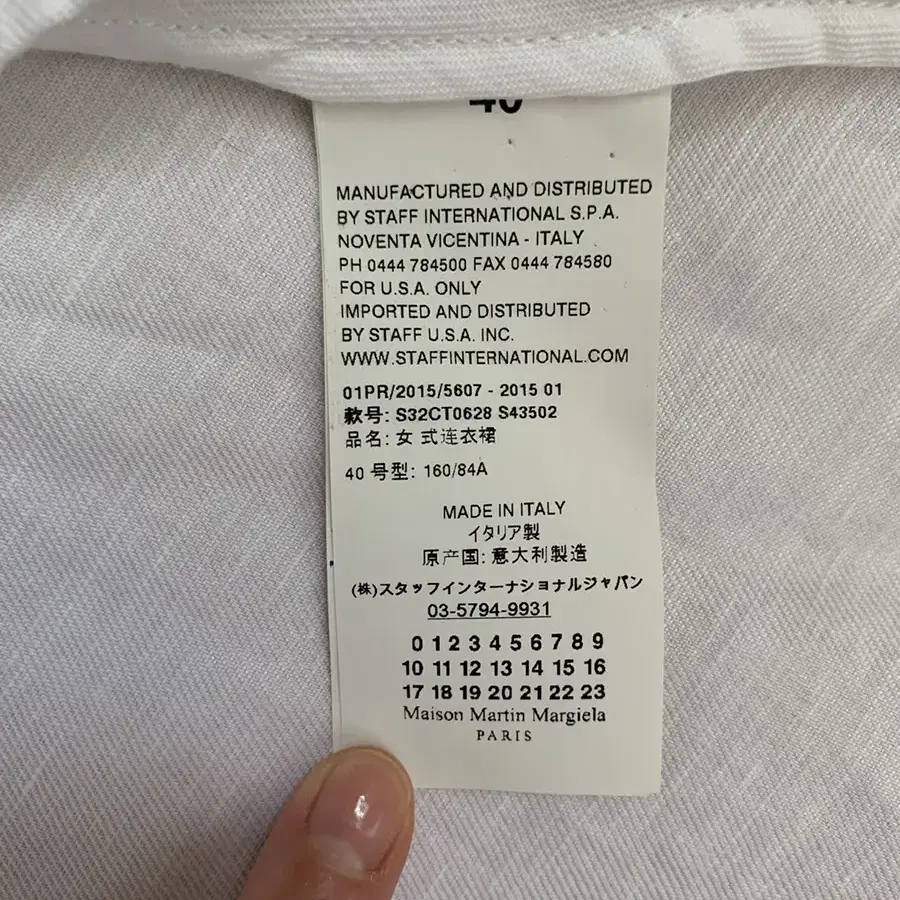 40
MANUFACTURED AND DISTRIBUTED
BY STAFF INTERNATIONAL S.P.A.
NOVENTA VICENTINA - ITALY
PH 0444 784500 FAX 0444 784580
FOR U.S.A. ONLY
IMPORTED AND DISTRIBUTED
BY STAFF U.S.A. INC.
WWW.STAFFINTERNATIONAL.COM
01PR/2015/5607 - 2015 01
款号: S32CT0628 S43502
品名: 女 式连衣裙
40 号型: 160/84A
MADE IN ITALY
イタリア製
原产国: 意大利製造
(株)スタッフインターナショナルジャパン
03-5794-9931
0 1 2 3 4 5 6 7 8 9
10 11 12 13 14 15 16
17 18 19 20 21 22 23
Maison Martin Margiela
PARIS